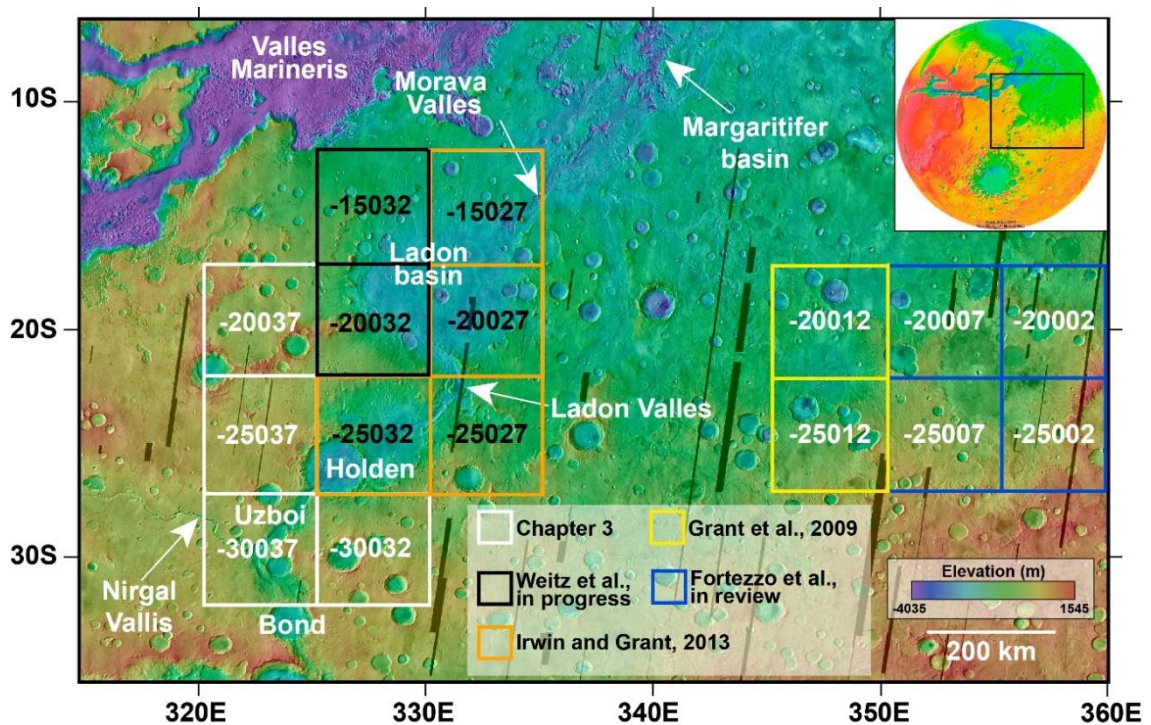 Valles
Marineris
Morava
Valles
Margaritifer
basin
10S
-15032
-15027
Ladon
basin
20S
-20037
-20032
-20027
-20012
-20007
-20002
Ladon Valles
-25037
-25032
-25027
-25012
-25007
-25002
Holden
Uzboi
-30037
-30032
30S
Nirgal
Vallis
Bond
Chapter 3
Grant et al., 2009
Weitz et al.,
in progress
Fortezzo et al.,
in review
Irwin and Grant, 2013
Elevation (m)
-4035
1545
200 km
320E
330E
340E
350E
360E